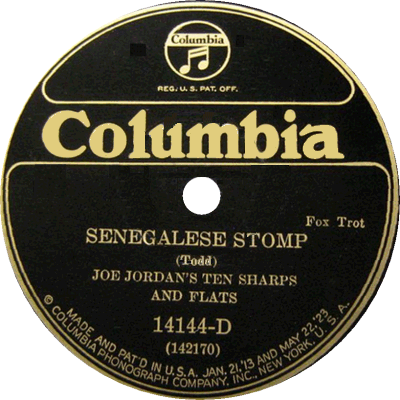 Columbia
REG. U. S. PAT. OFF.
Columbia
Fox Trot
SENEGALESE STOMP
(Todd)
JOE JORDAN'S TEN SHARPS
AND FLATS
14144-D
(142170)
MADE AND PAT'D IN U.S.A. JAN. 21,'13 AND MAY 22,'23
© COLUMBIA PHONOGRAPH COMPANY, INC., NEW YORK, U. S. A.